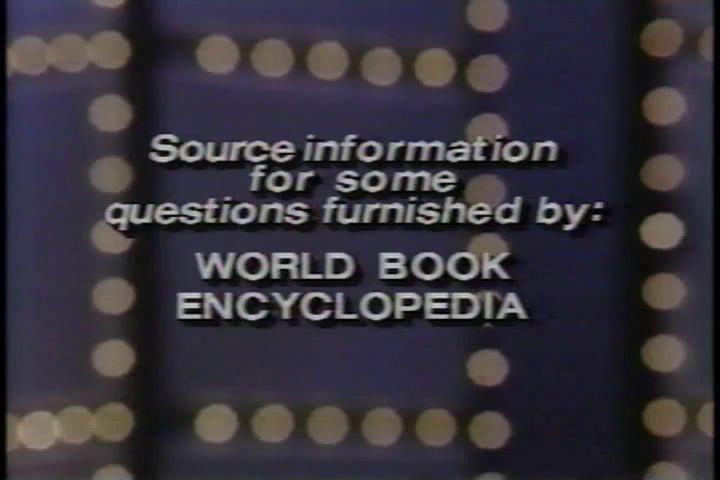 Source information
for some
questions furnished by:
WORLD BOOK
ENCYCLOPEDIA